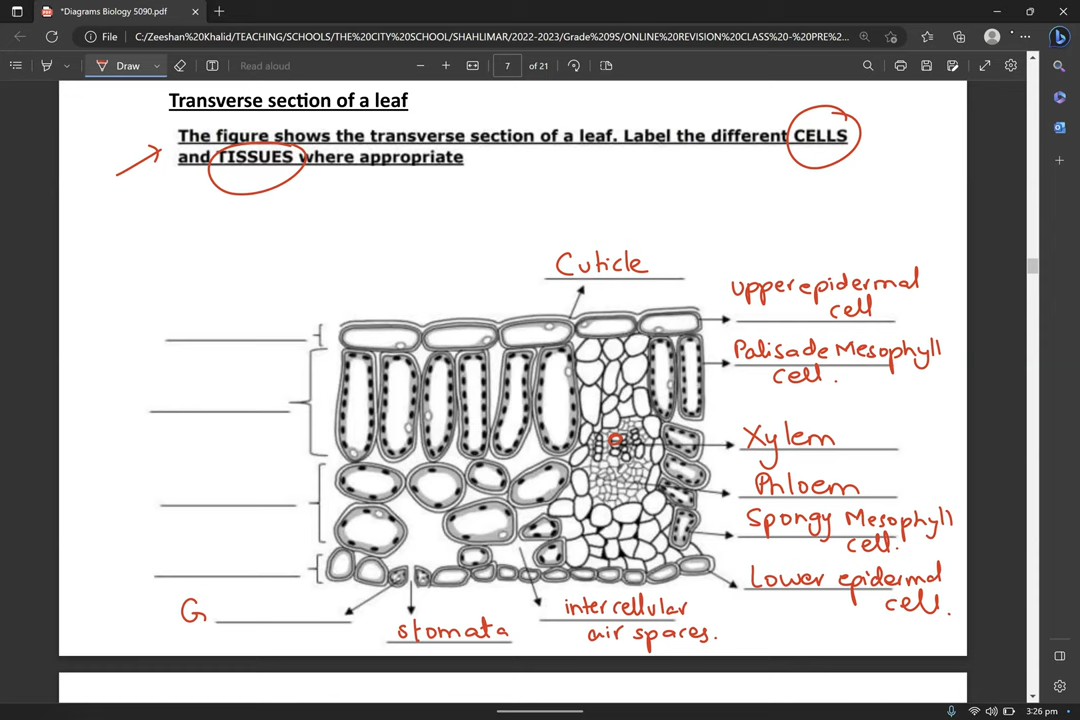 *Diagrams Biology 5090.pdf
File
C:/Zeeshan%20Khalid/TEACHING/SCHOOLS/THE%20CITY%20SCHOOL/SHAHLIMAR/2022-2023/Grade%209S/ONLINE%20REVISION%20CLASS%20-%20PRE%2...
Draw
Read aloud
7
of 21
Transverse section of a leaf
The figure shows the transverse section of a leaf. Label the different CELLS
and TISSUES where appropriate
Cuticle
Upper epidermal
cell
Palisade Mesophyll
cell.
Xylem
Phloem
Spongy Mesophyll
cell.
Lower epidermal
cell.
G
stomata
intercellular
air spaces.
3:26 pm